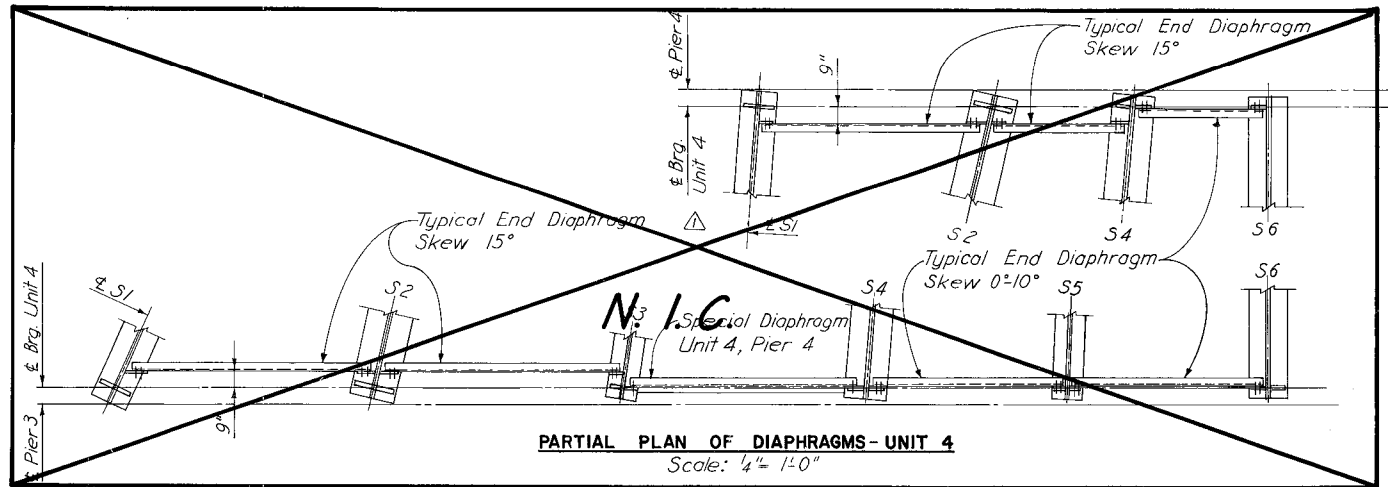 ℄ Pier 4
9"
Typical End Diaphragm
Skew 15°
℄ Brg.
Unit 4
1
℄ S1
S2
S4
S6
Typical End Diaphragm
Skew 15°
Typical End Diaphragm
Skew 0°-10°
℄ Brg. Unit 4
℄ S1
S2
N.I.C.
S4
S5
S6
Special Diaphragm
Unit 4, Pier 4
℄ Pier 3
9"
PARTIAL PLAN OF DIAPHRAGMS - UNIT 4
Scale: 1/4" = 1'-0"